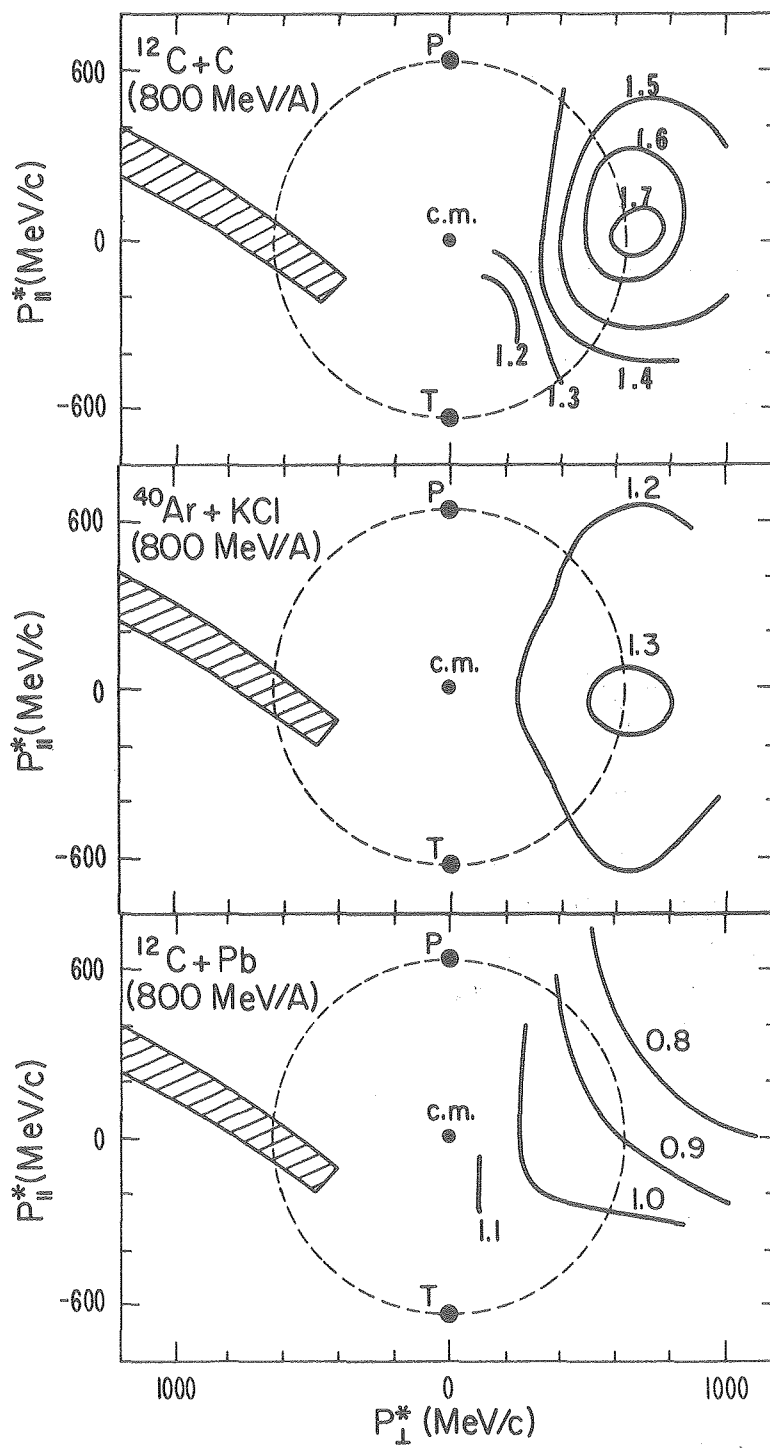 ¹²C + C
(800 MeV/A)
P
1.5
1.6
1.7
c.m.
1.2
1.3
1.4
T
600
0
-600
P*∥(MeV/c)
⁴⁰Ar + KCl
(800 MeV/A)
P
1.2
1.3
c.m.
T
600
0
-600
P*∥(MeV/c)
¹²C + Pb
(800 MeV/A)
P
0.8
c.m.
0.9
1.0
1.1
T
600
0
-600
P*∥(MeV/c)
1000 0 1000
P*⊥ (MeV/c)